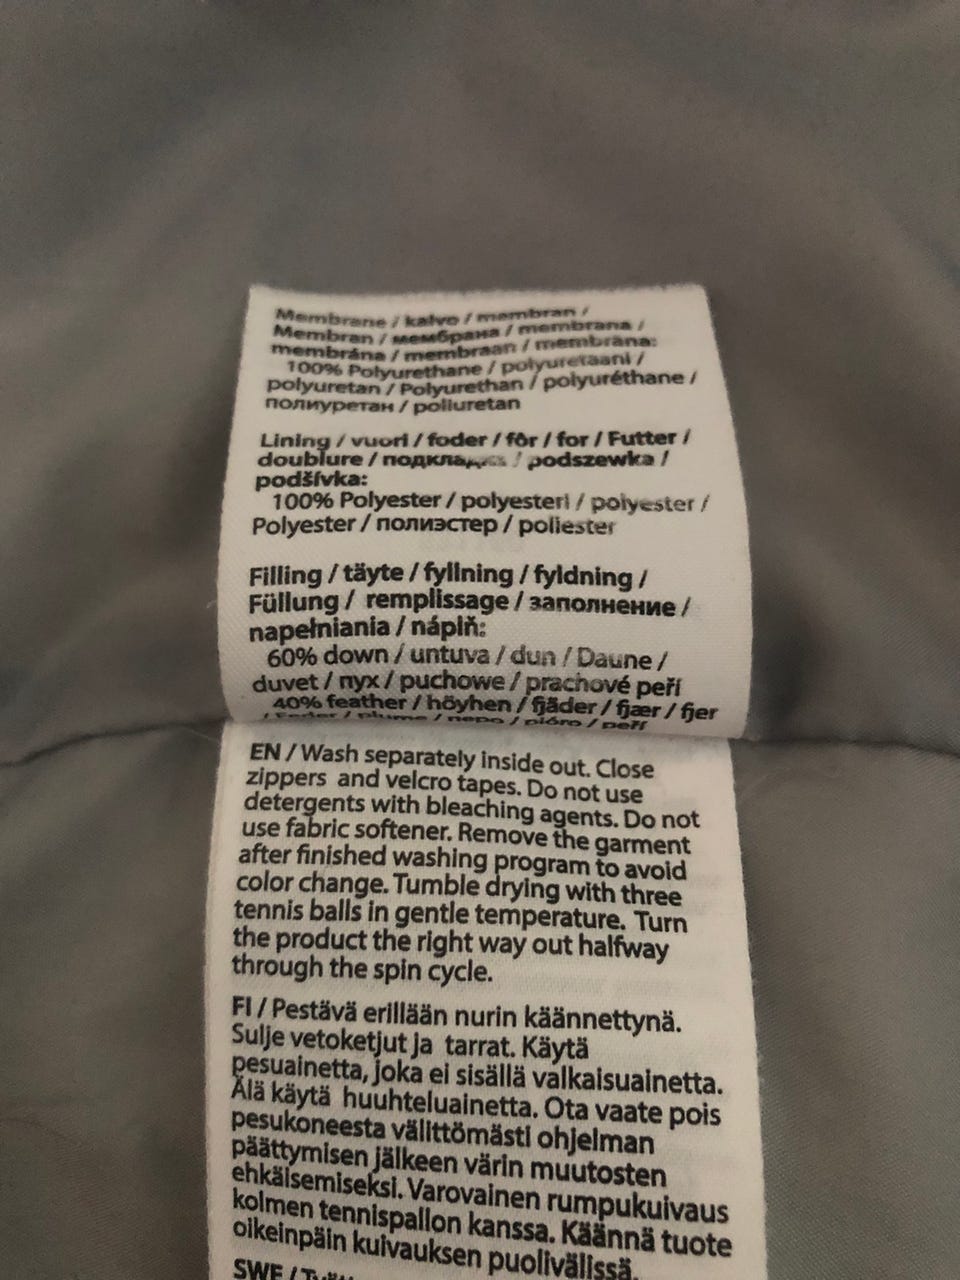 Membrane / kalvo / membran /
Membran / мембрана / membrana /
membrána / membraan / membrāna:
100% Polyurethane / polyuretaani /
polyuretan / Polyurethan / polyuréthane /
полиуретан / poliuretan
Lining / vuori / foder / fôr / for / Futter /
doublure / подкладка / podszewka /
podšívka:
100% Polyester / polyesteri / polyester /
Polyester / полиэстер / poliester
Filling / täyte / fyllning / fyldning /
Füllung / remplissage / заполнение /
napełniania / náplň:
60% down / untuva / dun / Daune /
duvet / пух / puchowe / prachové peří
40% feather / höyhen / fjäder / fjær / fjer
/ Feder / plume / перо / pióro / peří
EN / Wash separately inside out. Close
zippers and velcro tapes. Do not use
detergents with bleaching agents. Do not
use fabric softener. Remove the garment
after finished washing program to avoid
color change. Tumble drying with three
tennis balls in gentle temperature. Turn
the product the right way out halfway
through the spin cycle.
FI / Pestävä erillään nurin käännettynä.
Sulje vetoketjut ja tarrat. Käytä
pesuainetta, joka ei sisällä valkaisuainetta.
Älä käytä huuhteluainetta. Ota vaate pois
pesukoneesta välittömästi ohjelman
päättymisen jälkeen värin muutosten
ehkäisemiseksi. Varovainen rumpukuivaus
kolmen tennispallon kanssa. Käännä tuote
oikeinpäin kuivauksen puolivälissä.
SWE /